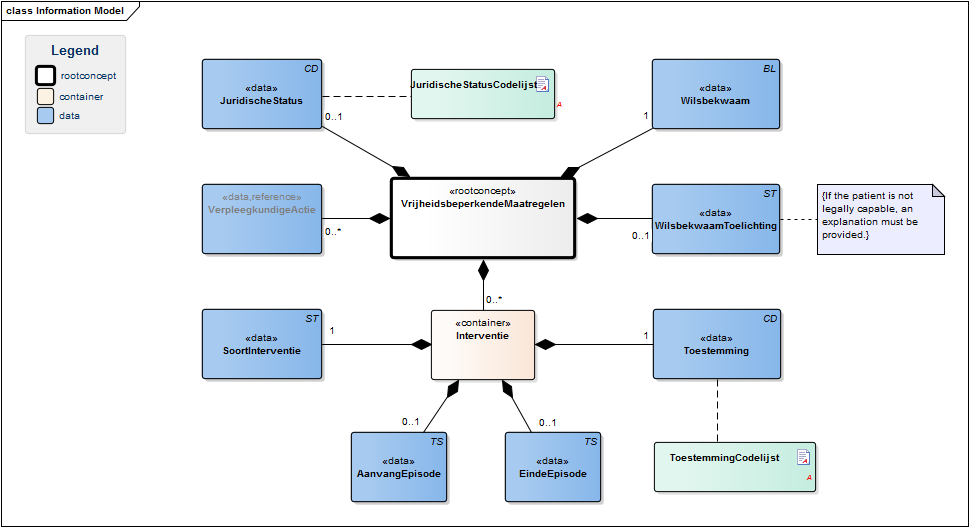 class Information Model
Legend
rootconcept
container
data
CD
«data»
JuridischeStatus
0..1
JuridischeStatusCodelijst
A
BL
«data»
Wilsbekwaam
1
«data,reference»
VerpleegkundigeActie
0..*
«rootconcept»
VrijheidsbeperkendeMaatregelen
ST
«data»
WilsbekwaamToelichting
0..1
{If the patient is not
legally capable, an
explanation must be
provided.}
0..*
ST
«data»
SoortInterventie
1
«container»
Interventie
CD
«data»
Toestemming
1
0..1
0..1
TS
«data»
AanvangEpisode
TS
«data»
EindeEpisode
ToestemmingCodelijst
A